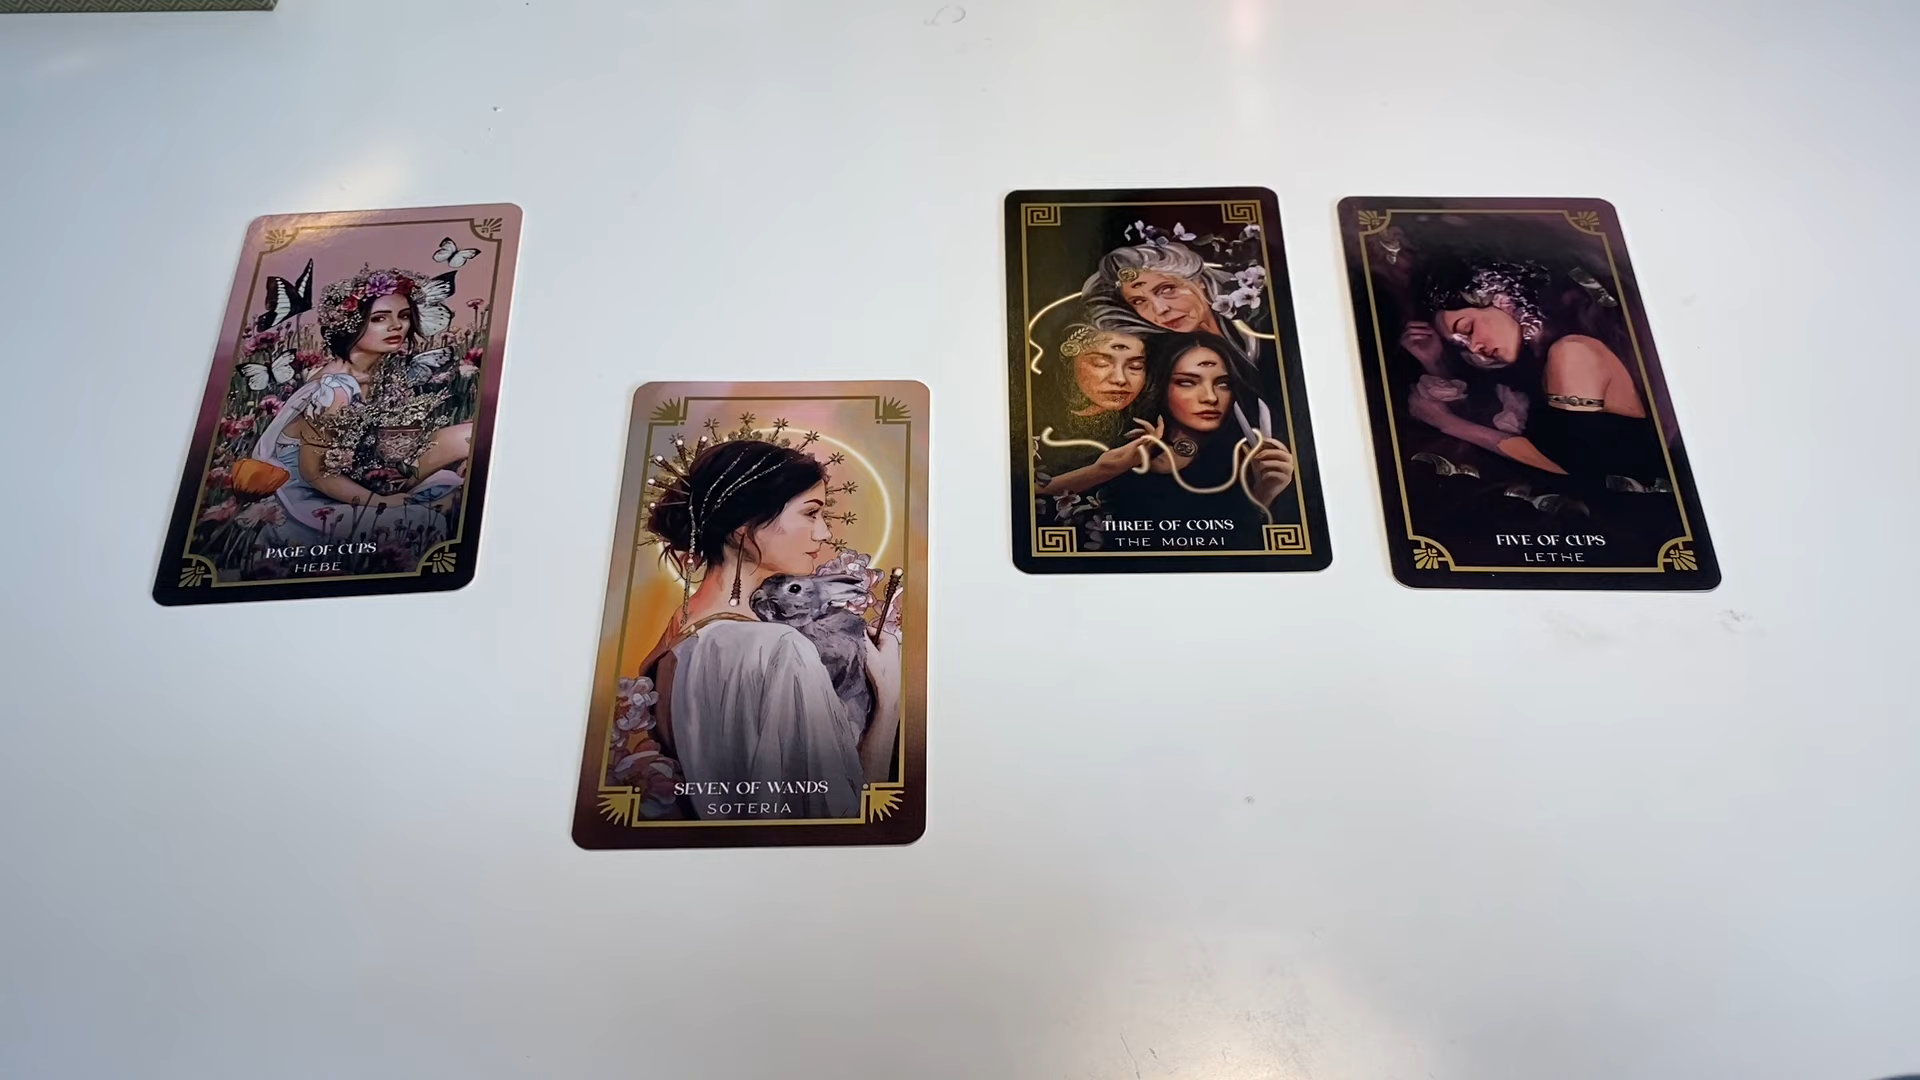 PAGE OF CUPS
HEBE
SEVEN OF WANDS
SOTERIA
THREE OF COINS
THE MOIRAI
FIVE OF CUPS
LETHE